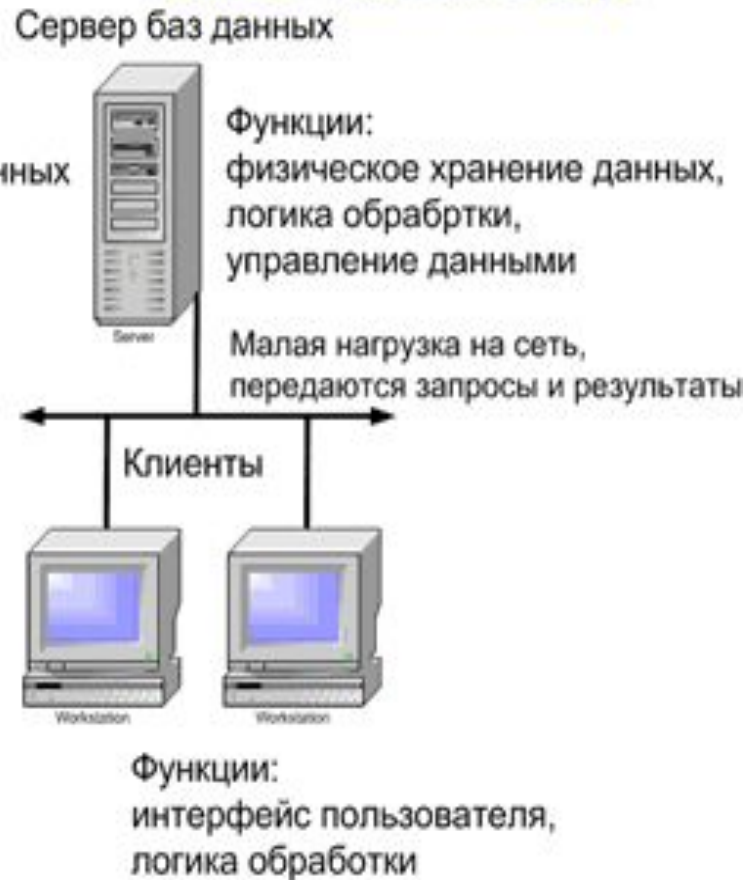 Сервер баз данных
Функции:
физическое хранение данных,
логика обрабртки,
управление данными
Server
Малая нагрузка на сеть,
передаются запросы и результаты
Клиенты
Workstation
Workstation
Функции:
интерфейс пользователя,
логика обработки